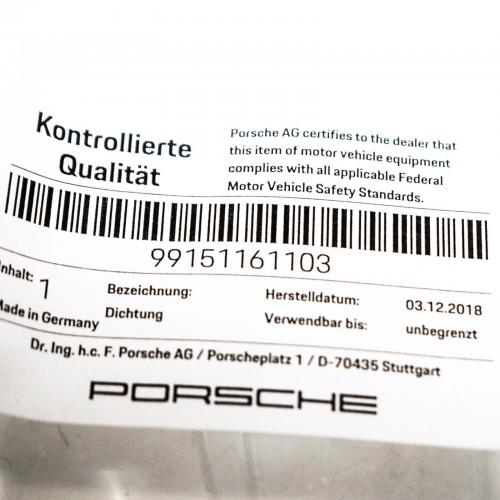 Kontrollierte
Qualität
Porsche AG certifies to the dealer that
this item of motor vehicle equipment
complies with all applicable Federal
Motor Vehicle Safety Standards.
99151161103
Inhalt: 1 Bezeichnung: Herstelldatum: 03.12.2018
Made in Germany Dichtung Verwendbar bis: unbegrenzt
Dr. Ing. h.c. F. Porsche AG / Porscheplatz 1 / D-70435 Stuttgart
PORSCHE